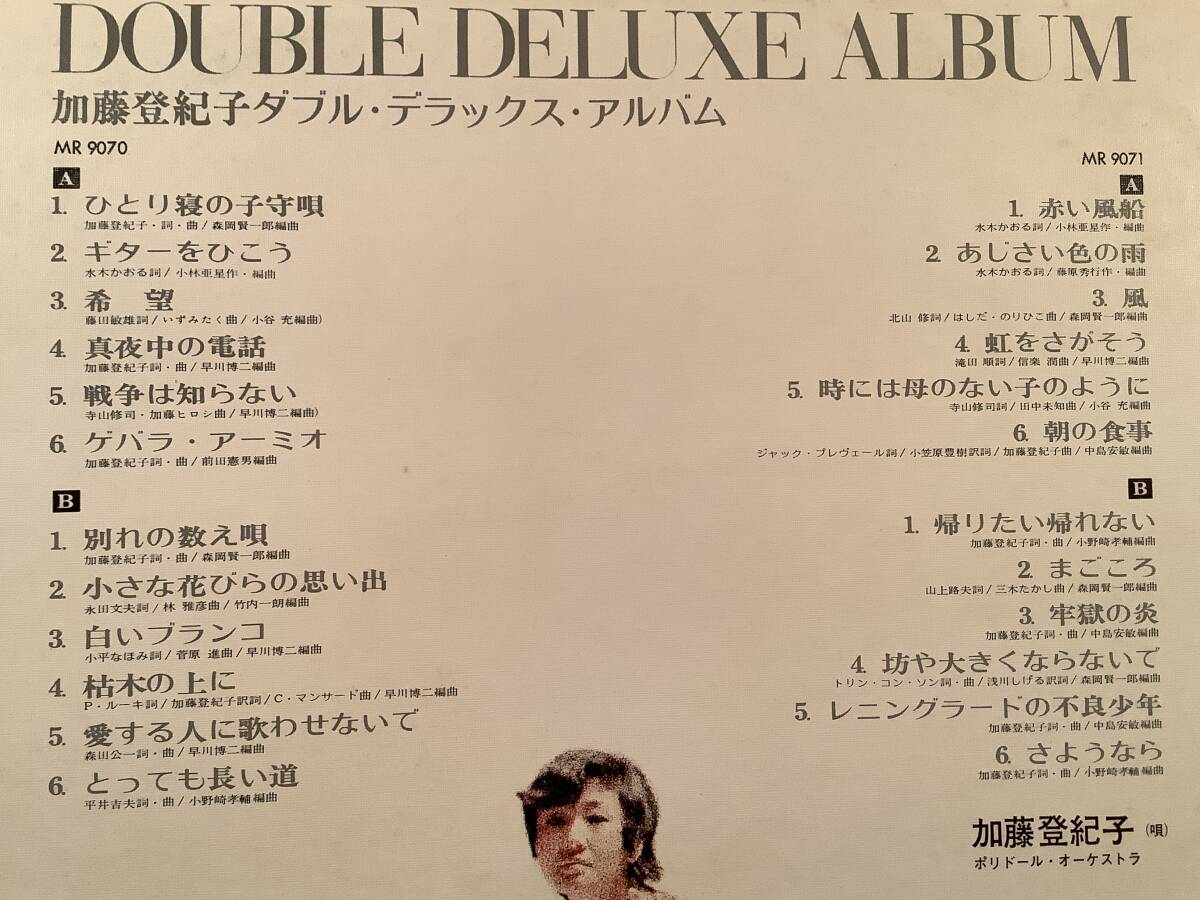 DOUBLE DELUXE ALBUM
加藤登紀子ダブル・デラックス・アルバム
MR 9070
A
1. ひとり寝の子守唄
加藤登紀子・詞・曲/森岡賢一郎編曲
2. ギターをひこう
水木かおる詞/小林亜星作・編曲
3. 希望
藤田敏雄詞/いずみたく曲/小谷 充編曲)
4. 真夜中の電話
加藤登紀子詞・曲/早川博二編曲
5. 戦争は知らない
寺山修司・加藤ヒロシ曲/早川博二編曲)
6. ゲバラ・アーミオ
加藤登紀子詞・曲/前田憲男編曲
B
1. 別れの数え唄
加藤登紀子詞・曲/森岡賢一郎編曲
2. 小さな花びらの思い出
永田文夫詞/林 雅彦曲/竹内一朗編曲
3. 白いブランコ
小平なほみ詞/菅原 進曲/早川博二編曲
4. 枯木の上に
P・ルーキ詞/加藤登紀子訳詞/C・マンサード曲/早川博二編曲
5. 愛する人に歌わせないで
森田公一詞・曲/早川博二編曲
6. とっても長い道
平井吉夫詞・曲/小野崎孝輔編曲
MR 9071
A
1. 赤い風船
水木かおる詞/小林亜星作・編曲
2. あじさい色の雨
水木かおる詞/藤原秀行作・編曲
3. 風
北山 修詞/はしだ・のりひこ曲/森岡賢一郎編曲
4. 虹をさがそう
滝田 順詞/信楽 潤曲/早川博二編曲
5. 時には母のない子のように
寺山修司詞/田中未知曲/小谷 充編曲
6. 朝の食事
ジャック・プレヴェール詞/小笠原豊樹訳詞/加藤登紀子曲/中島安敏編曲
B
1. 帰りたい帰れない
加藤登紀子詞・曲/小野崎孝輔編曲
2. まごころ
山上路夫詞/三木たかし曲/森岡賢一郎編曲
3. 牢獄の炎
加藤登紀子詞・曲/中島安敏編曲
4. 坊や大きくならないで
トリン・コン・ソン詞・曲/浅川しげる訳詞/森岡賢一郎編曲
5. レニングラードの不良少年
加藤登紀子詞・曲/中島安敏編曲
6. さようなら
加藤登紀子詞・曲/小野崎孝輔編曲
加藤登紀子(唄)
ポリドール・オーケストラ